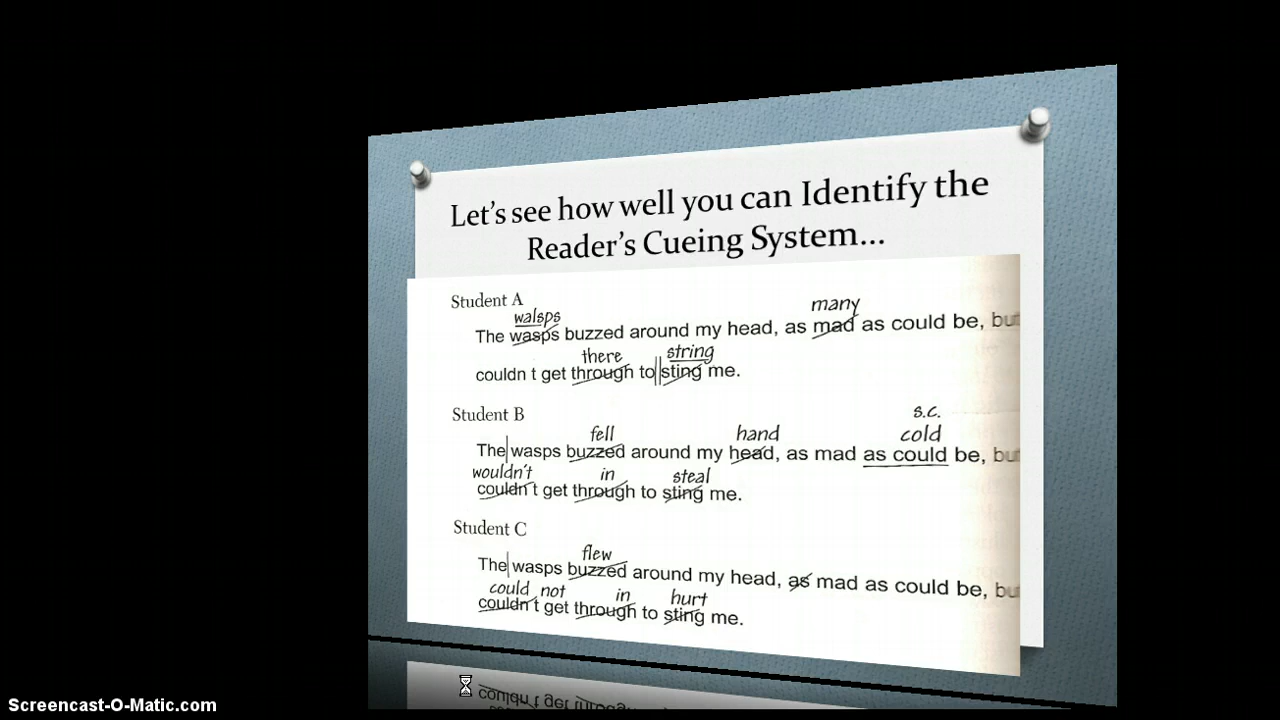 Let's see how well you can Identify the
Reader's Cueing System...
Student A
walsps many
The wasps buzzed around my head, as mad as could be, but
there string
couldn t get through to sting me.
Student B
s.c.
fell hand cold
The wasps buzzed around my head, as mad as could be, but
wouldn't in steal
couldn t get through to sting me.
Student C
flew
The wasps buzzed around my head, as mad as could be, but
could not in hurt
couldn t get through to sting me.
Screencast-O-Matic.com